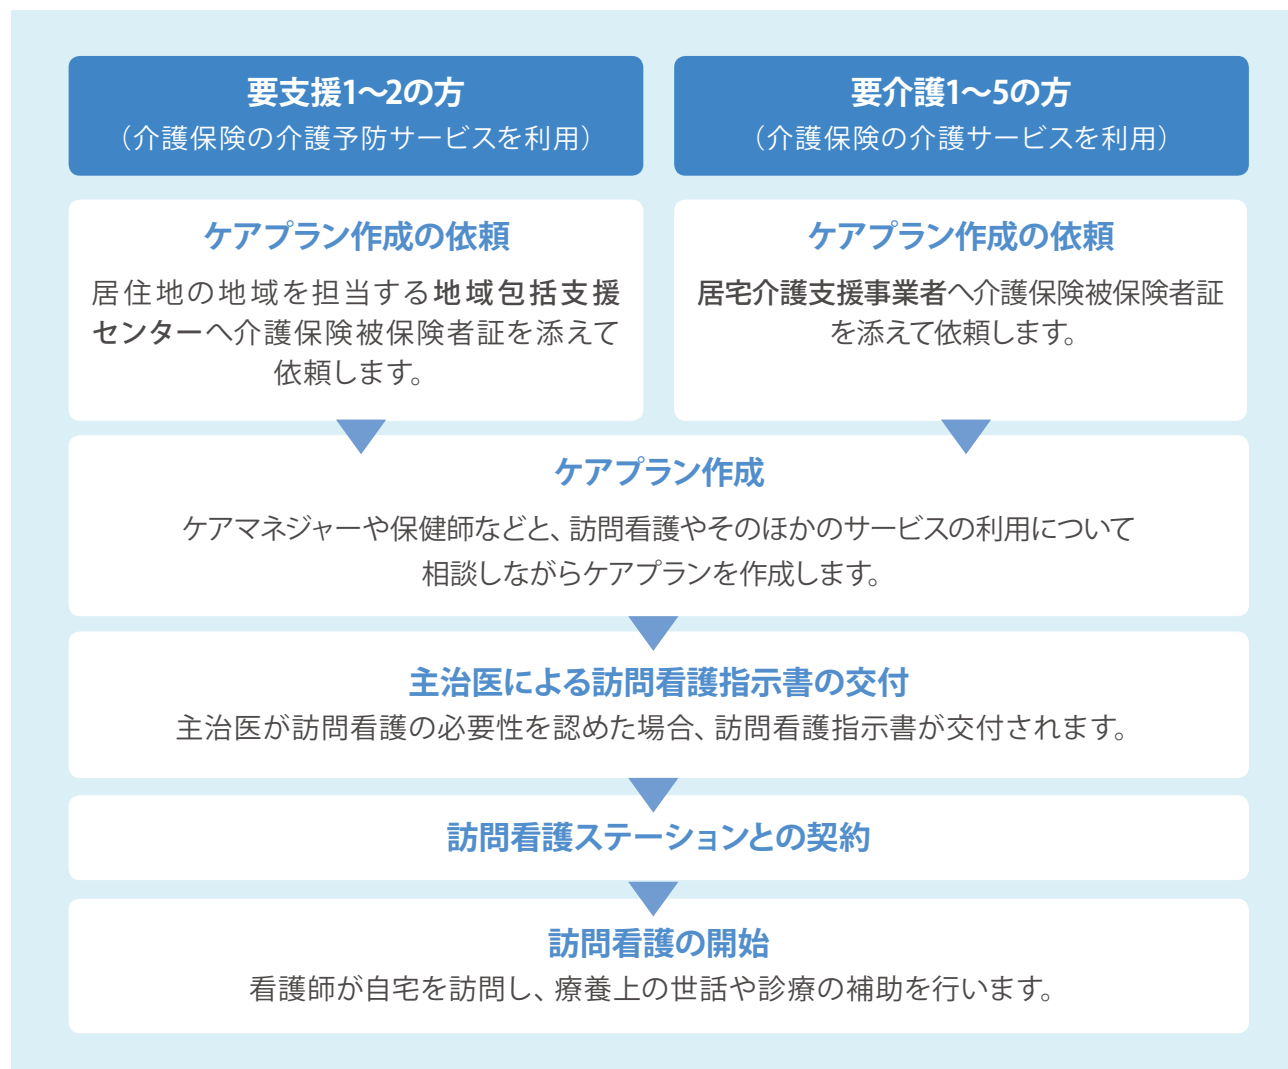 要支援1〜2の方
（介護保険の介護予防サービスを利用）
要介護1〜5の方
（介護保険の介護サービスを利用）
ケアプラン作成の依頼
居住地の地域を担当する地域包括支援
センターへ介護保険被保険者証を添えて
依頼します。
ケアプラン作成の依頼
居宅介護支援事業者へ介護保険被保険者証
を添えて依頼します。
ケアプラン作成
ケアマネジャーや保健師などと、訪問看護やそのほかのサービスの利用について
相談しながらケアプランを作成します。
主治医による訪問看護指示書の交付
主治医が訪問看護の必要性を認めた場合、訪問看護指示書が交付されます。
訪問看護ステーションとの契約
訪問看護の開始
看護師が自宅を訪問し、療養上の世話や診療の補助を行います。